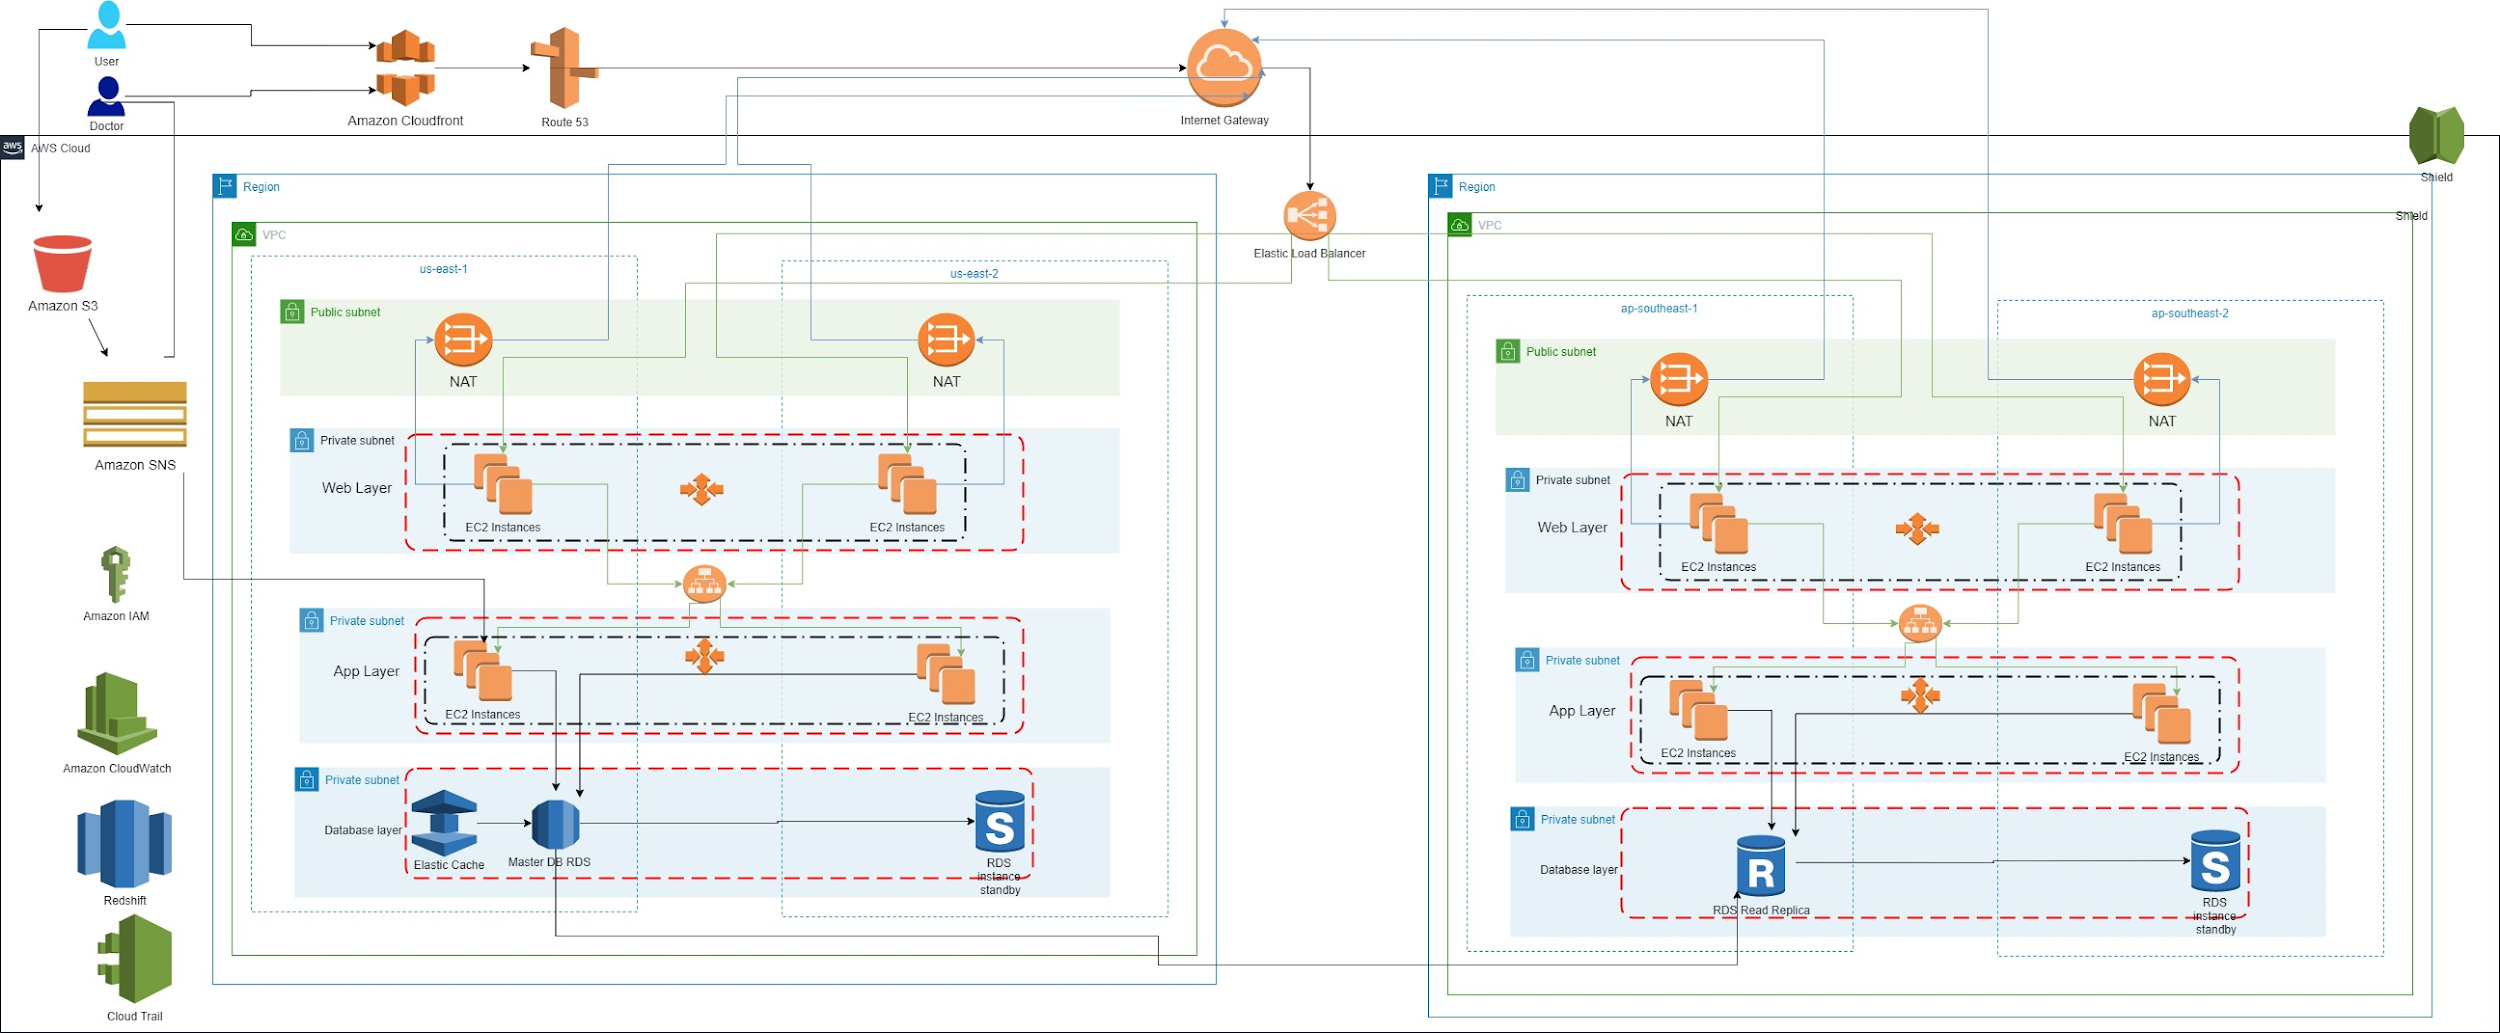 User
Doctor
Amazon Cloudfront
Route 53
Internet Gateway
aws
AWS Cloud
Shield
Shield
Amazon S3
Amazon SNS
Amazon IAM
Amazon CloudWatch
Redshift
Cloud Trail
Elastic Load Balancer
Region
VPC
us-east-1
us-east-2
Public subnet
NAT
NAT
Private subnet
Web Layer
EC2 Instances
EC2 Instances
Private subnet
App Layer
EC2 Instances
EC2 Instances
Private subnet
Database layer
Elastic Cache
Master DB RDS
S
RDS
instance
standby
Region
VPC
ap-southeast-1
ap-southeast-2
Public subnet
NAT
NAT
Private subnet
Web Layer
EC2 Instances
EC2 Instances
Private subnet
App Layer
EC2 Instances
EC2 Instances
Private subnet
Database layer
R
RDS Read Replica
S
RDS
instance
standby